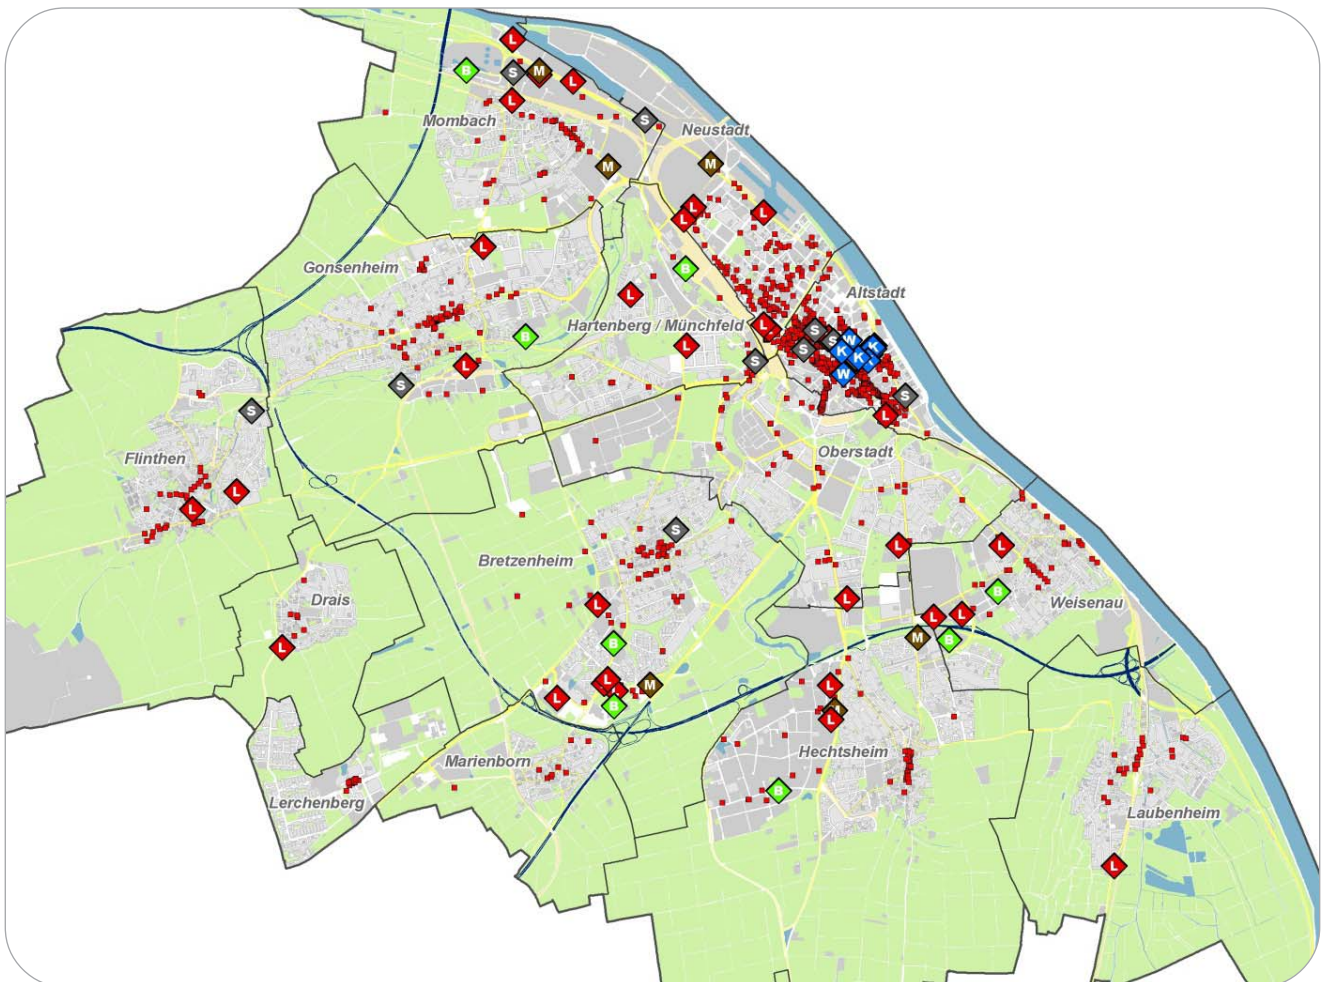 L
B
S
M
L
L
Mombach
S
Neustadt
M
M
L
L
L
L
Gonsenheim
B
Altstadt
L
B
Hartenberg / Münchfeld
L
S
S
W
K
K
K
S
L
S
L
W
S
S
L
S
Flinthen
Oberstadt
L
L
S
Bretzenheim
L
L
Drais
L
L
B
Weisenau
L
L
L
B
M
B
L
L
M
L
L
B
L
Marienborn
Hechtsheim
B
Lerchenberg
Laubenheim
L